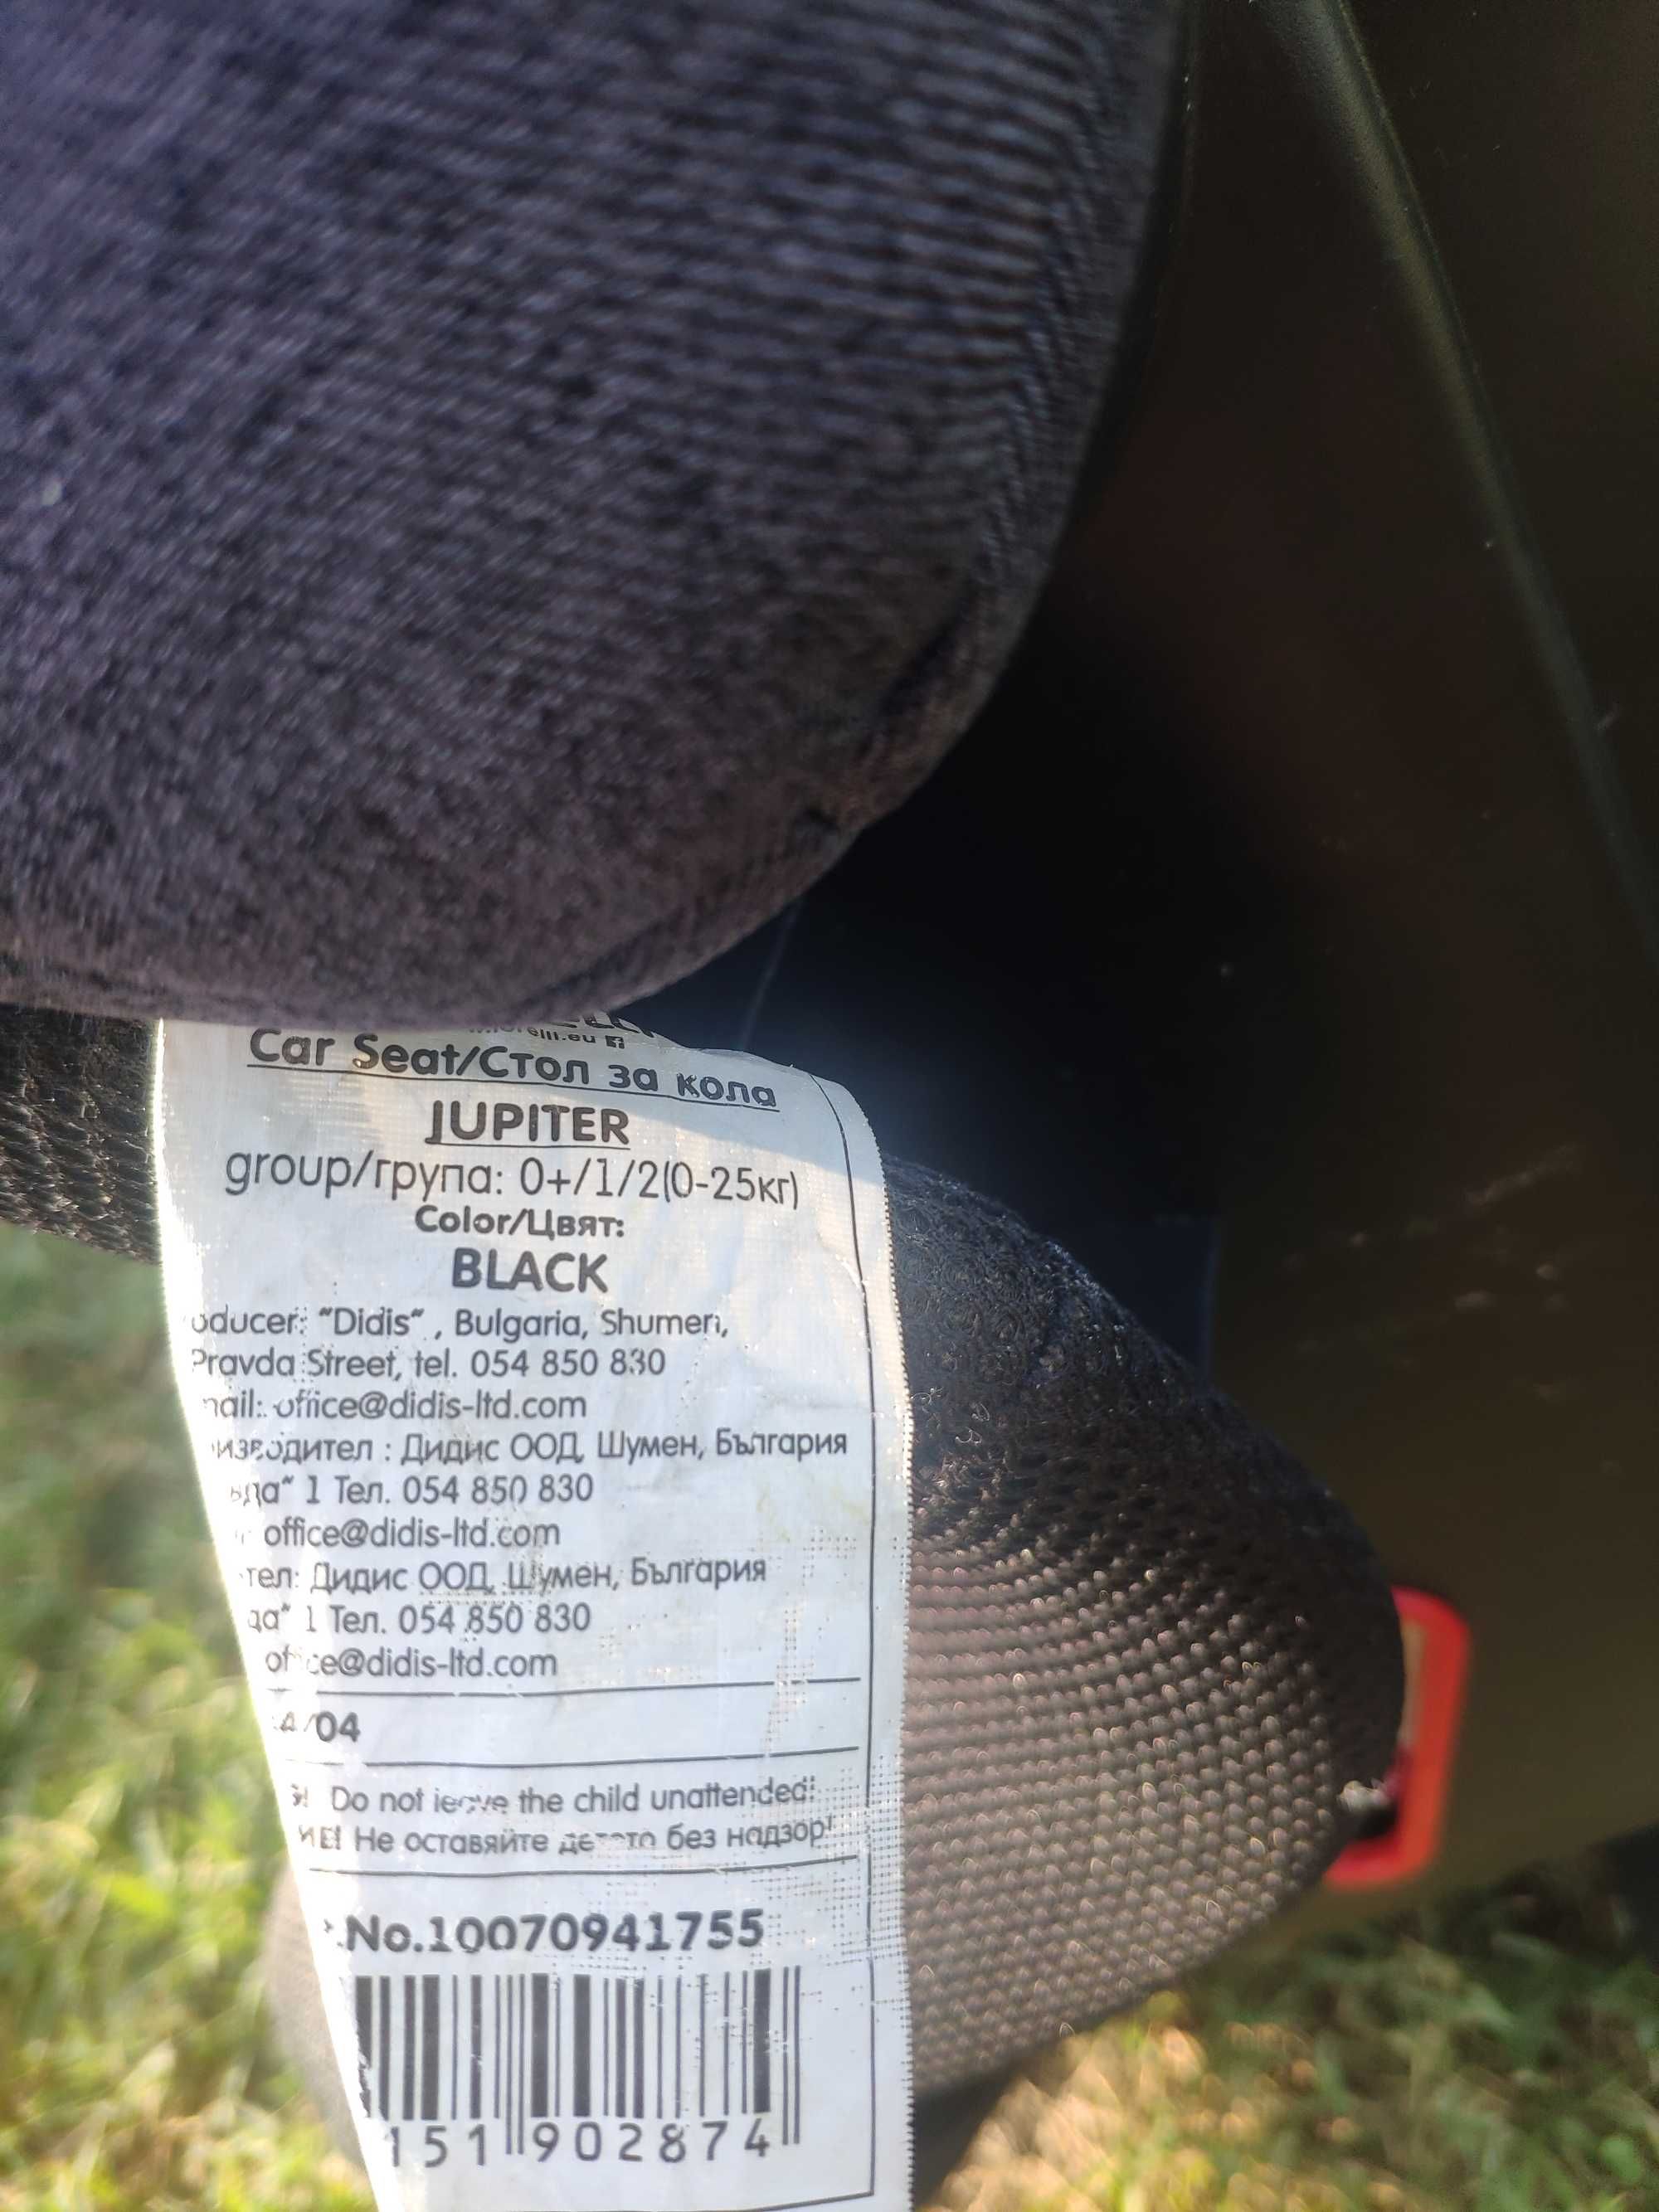 Car Seat/Стол за кола
JUPITER
group/група: 0+/1/2(0-25кг)
Color/Цвят:
BLACK
oducer: "Didis" , Bulgaria, Shumen,
Pravda Street, tel. 054 850 830
nail: office@didis-ltd.com
изводител : Дидис ООД, Шумен, България
вда" 1 Тел. 054 850 830
office@didis-ltd.com
тел: Дидис ООД, Шумен, България
да" 1 Тел. 054 850 830
office@didis-ltd.com
4/04
Do not leave the child unattended!
ИЕ! Не оставяйте детето без надзор!
.No.10070941755
151 902874